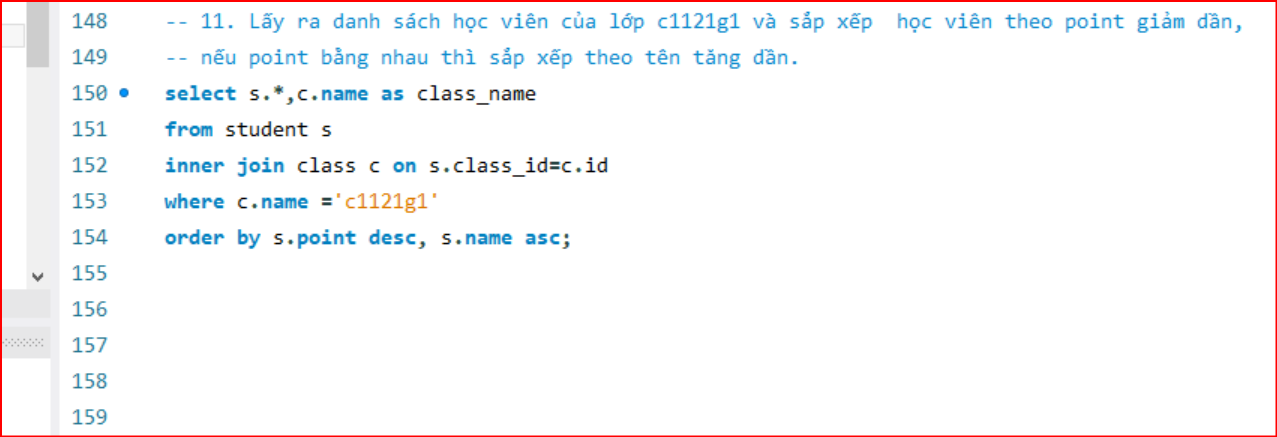 148 -- 11. Lấy ra danh sách học viên của lớp c1121g1 và sắp xếp  học viên theo point giảm dần,
149 -- nếu point bằng nhau thì sắp xếp theo tên tăng dần.
150 select s.*,c.name as class_name
151 from student s
152 inner join class c on s.class_id=c.id
153 where c.name ='c1121g1'
154 order by s.point desc, s.name asc;
155
156
157
158
159